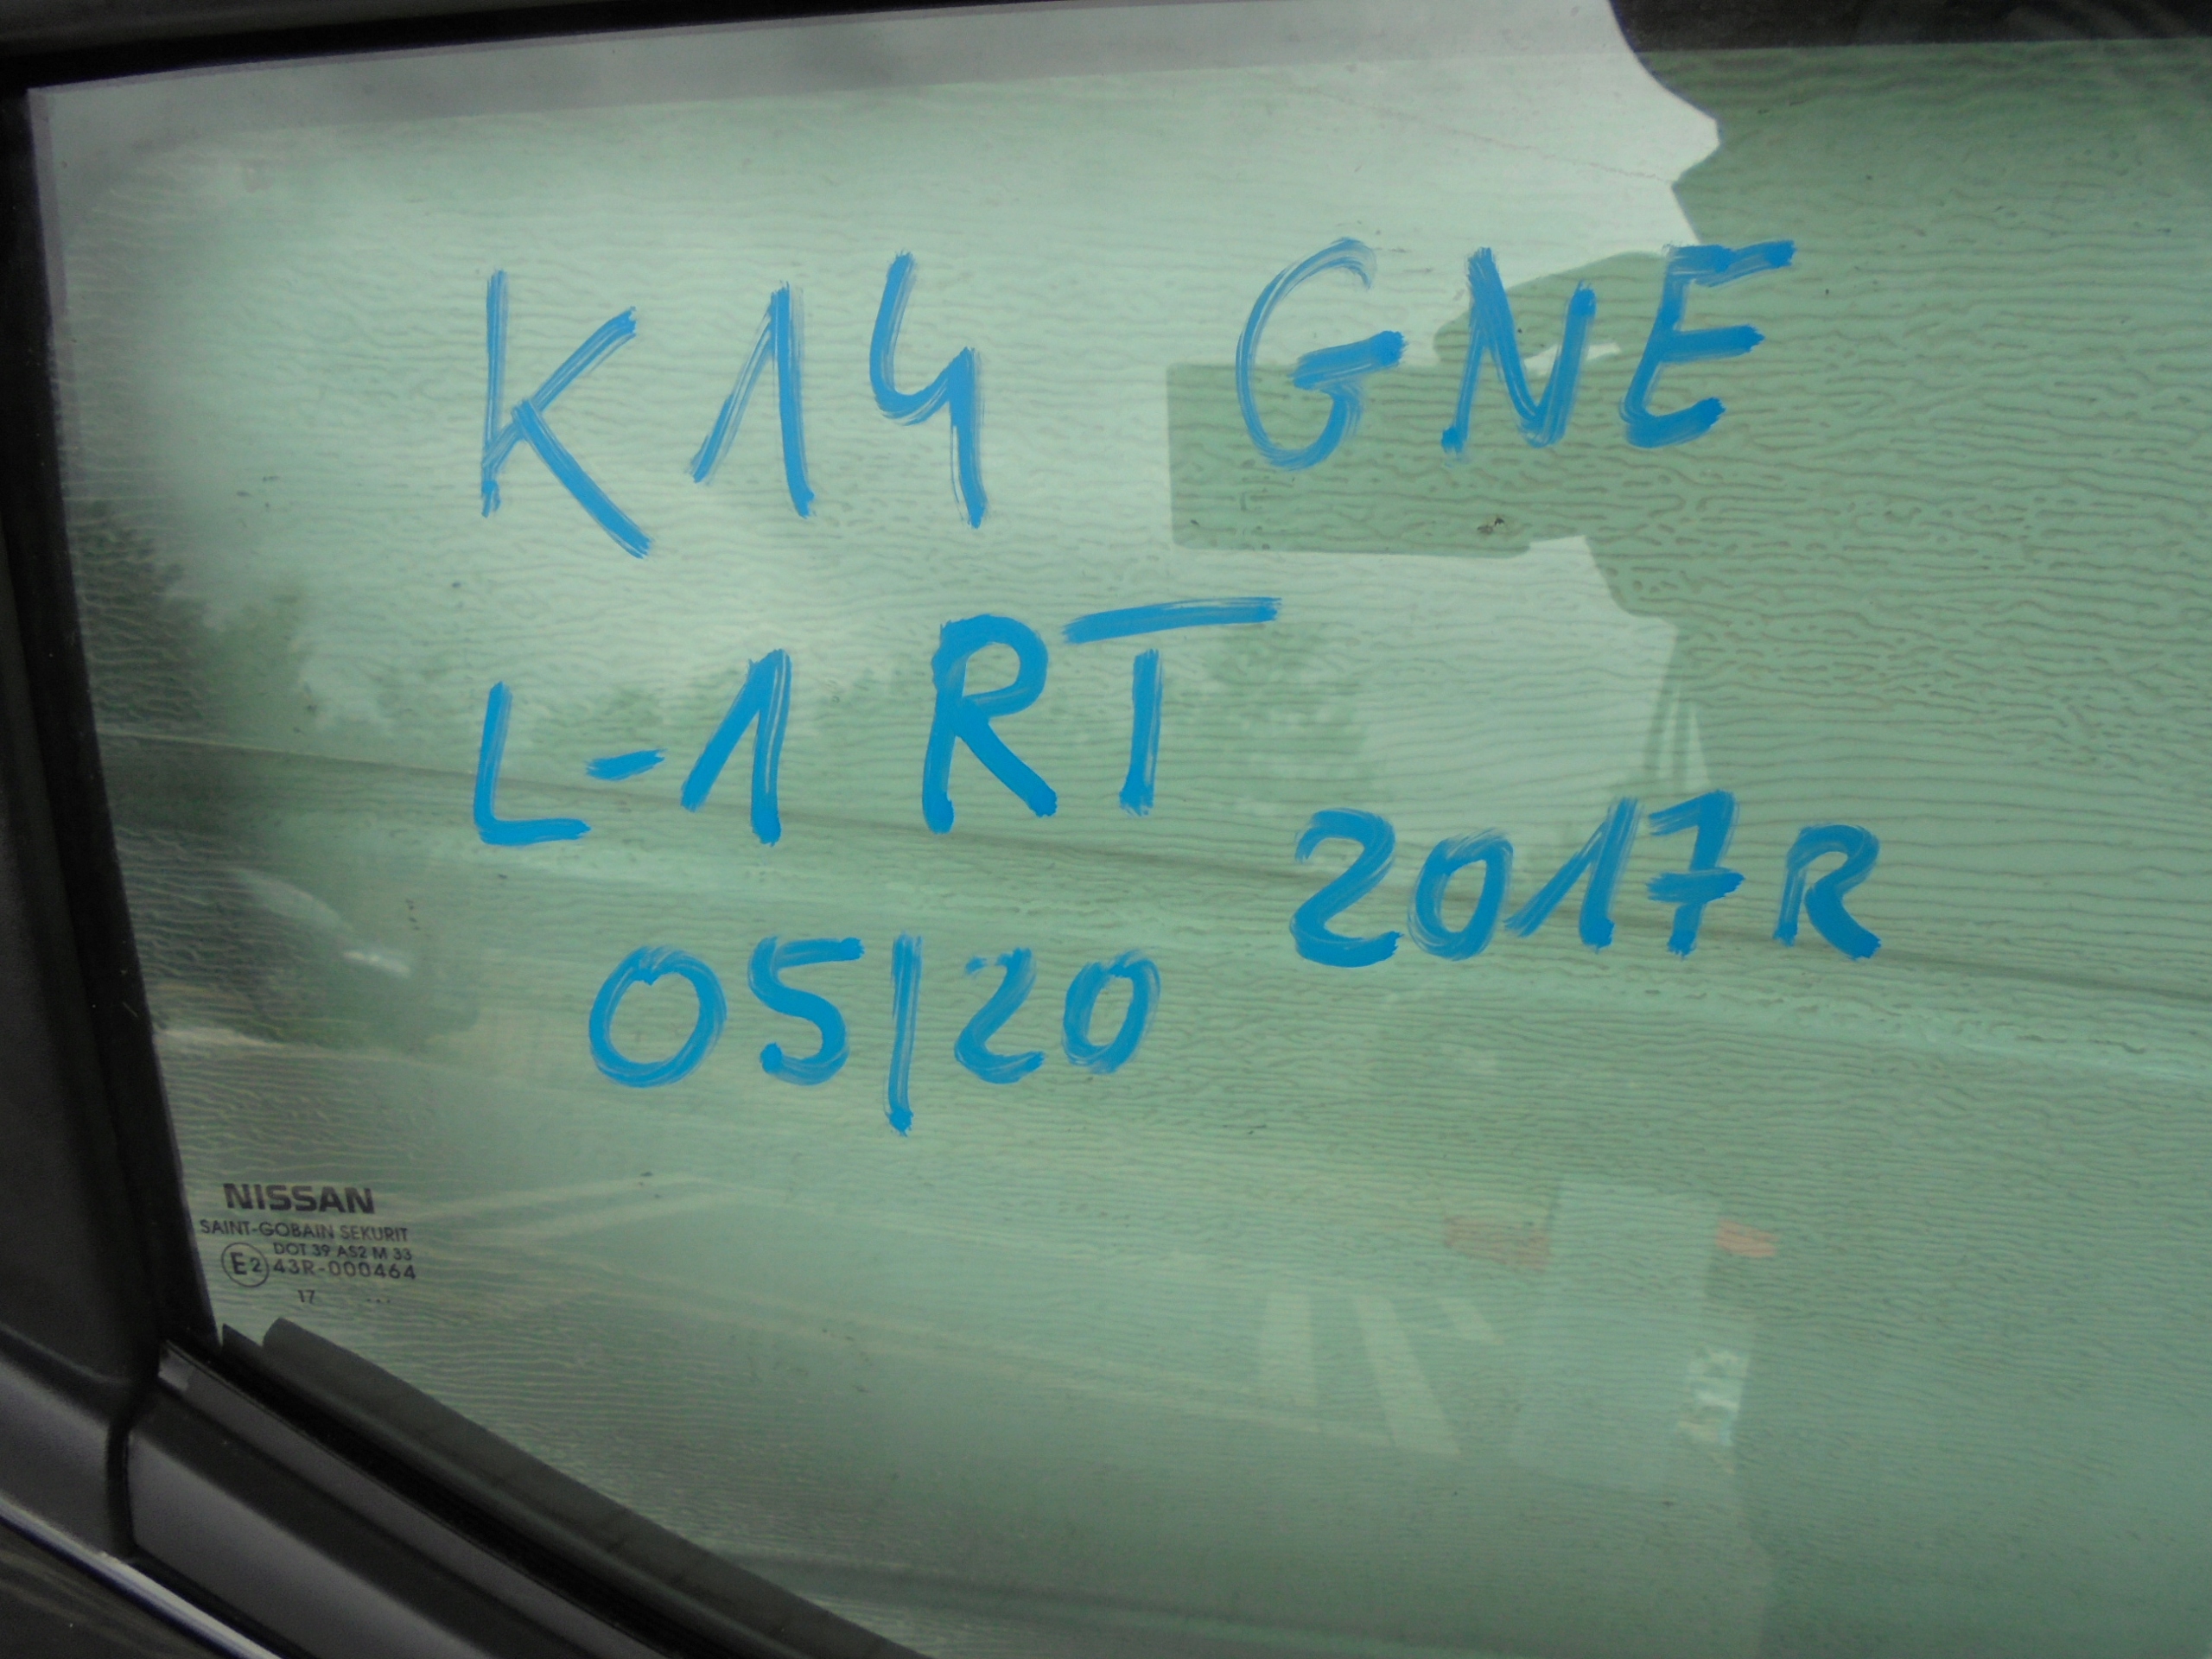 K14 GNE
L-1 RT
2017R
05/20
NISSAN
SAINT-GOBAIN SEKURIT
DOT 39 AS2 M 33
E2 43R-000464
17 ...